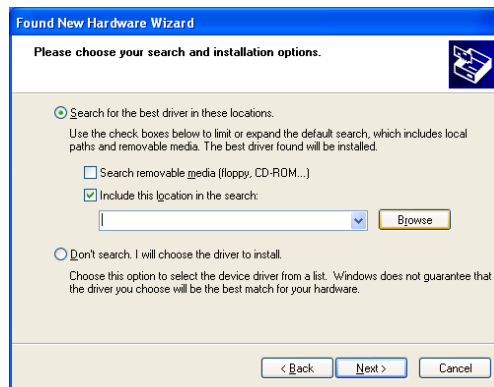 Found New Hardware Wizard
Please choose your search and installation options.
Search for the best driver in these locations.
Use the check boxes below to limit or expand the default search, which includes local
paths and removable media. The best driver found will be installed.
Search removable media (floppy, CD-ROM...)
Include this location in the search:
Browse
Don't search. I will choose the driver to install.
Choose this option to select the device driver from a list. Windows does not guarantee that
the driver you choose will be the best match for your hardware.
< Back Next > Cancel